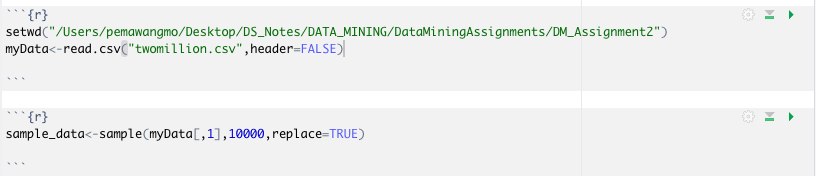 ```{r}
setwd("/Users/pemawangmo/Desktop/DS_Notes/DATA_MINING/DataMiningAssignments/DM_Assignment2")
myData<-read.csv("twomillion.csv",header=FALSE)
```
```{r}
sample_data<-sample(myData[,1],10000,replace=TRUE)
```